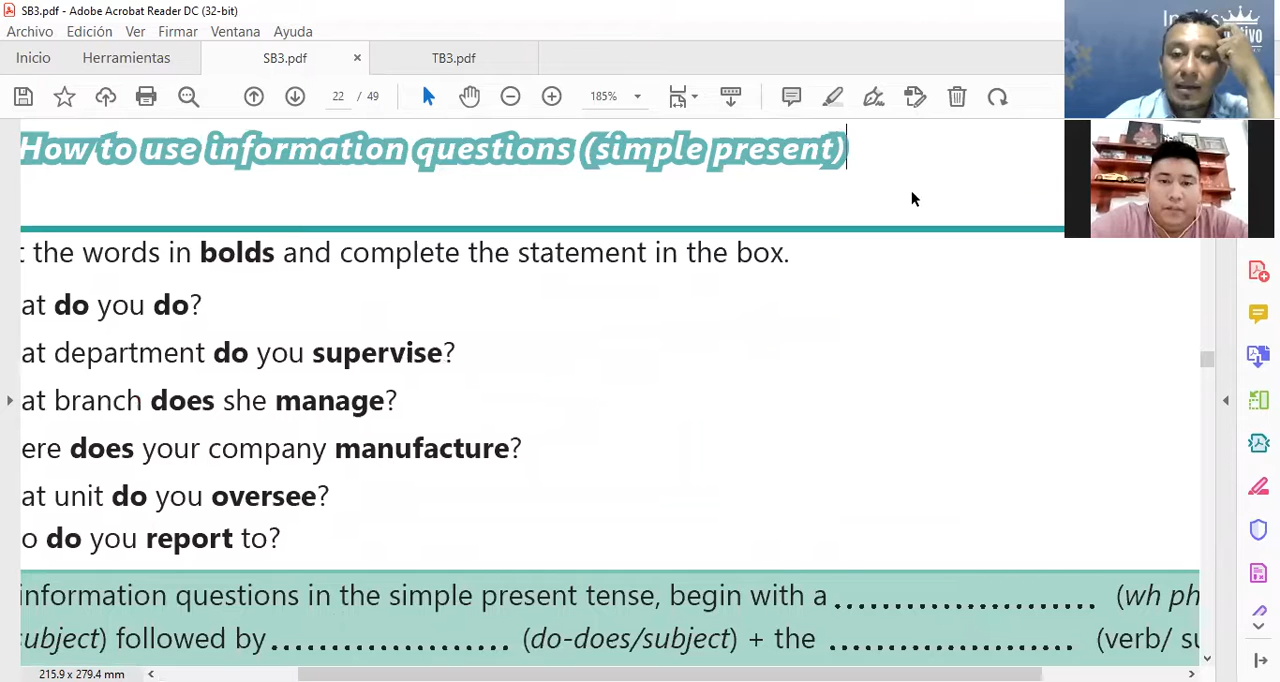 SB3.pdf - Adobe Acrobat Reader DC (32-bit)
Archivo Edición Ver Firmar Ventana Ayuda
Inicio Herramientas SB3.pdf × TB3.pdf
22 / 49 185%
How to use information questions (simple present)
t the words in bolds and complete the statement in the box.
at do you do?
at department do you supervise?
at branch does she manage?
ere does your company manufacture?
at unit do you oversee?
o do you report to?
information questions in the simple present tense, begin with a .......................... (wh ph
subject) followed by ........................ (do-does/subject) + the ........................ (verb/ su
215.9 x 279.4 mm